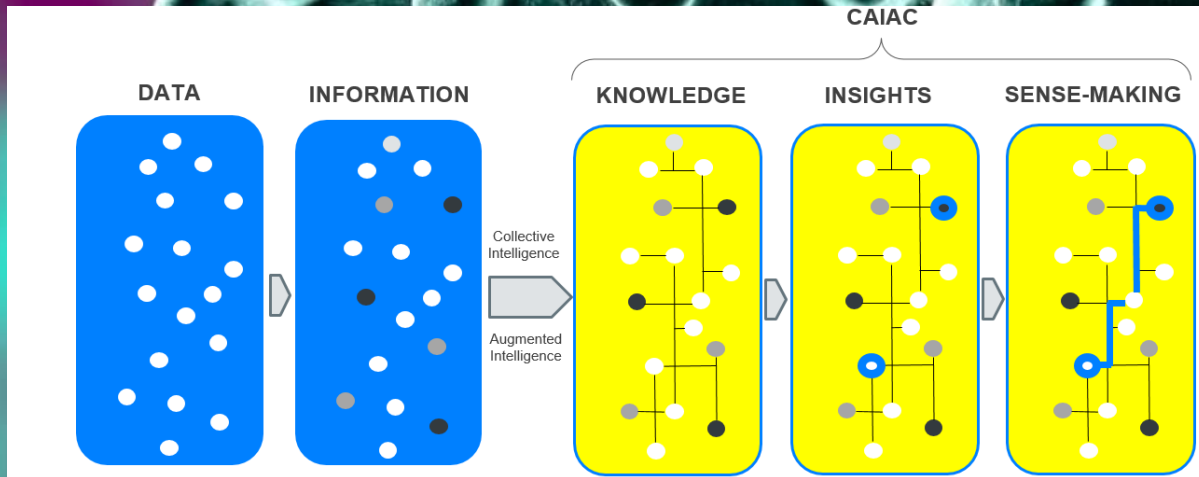 CAIAC
DATA
INFORMATION
KNOWLEDGE
INSIGHTS
SENSE-MAKING
Collective
Intelligence
Augmented
Intelligence